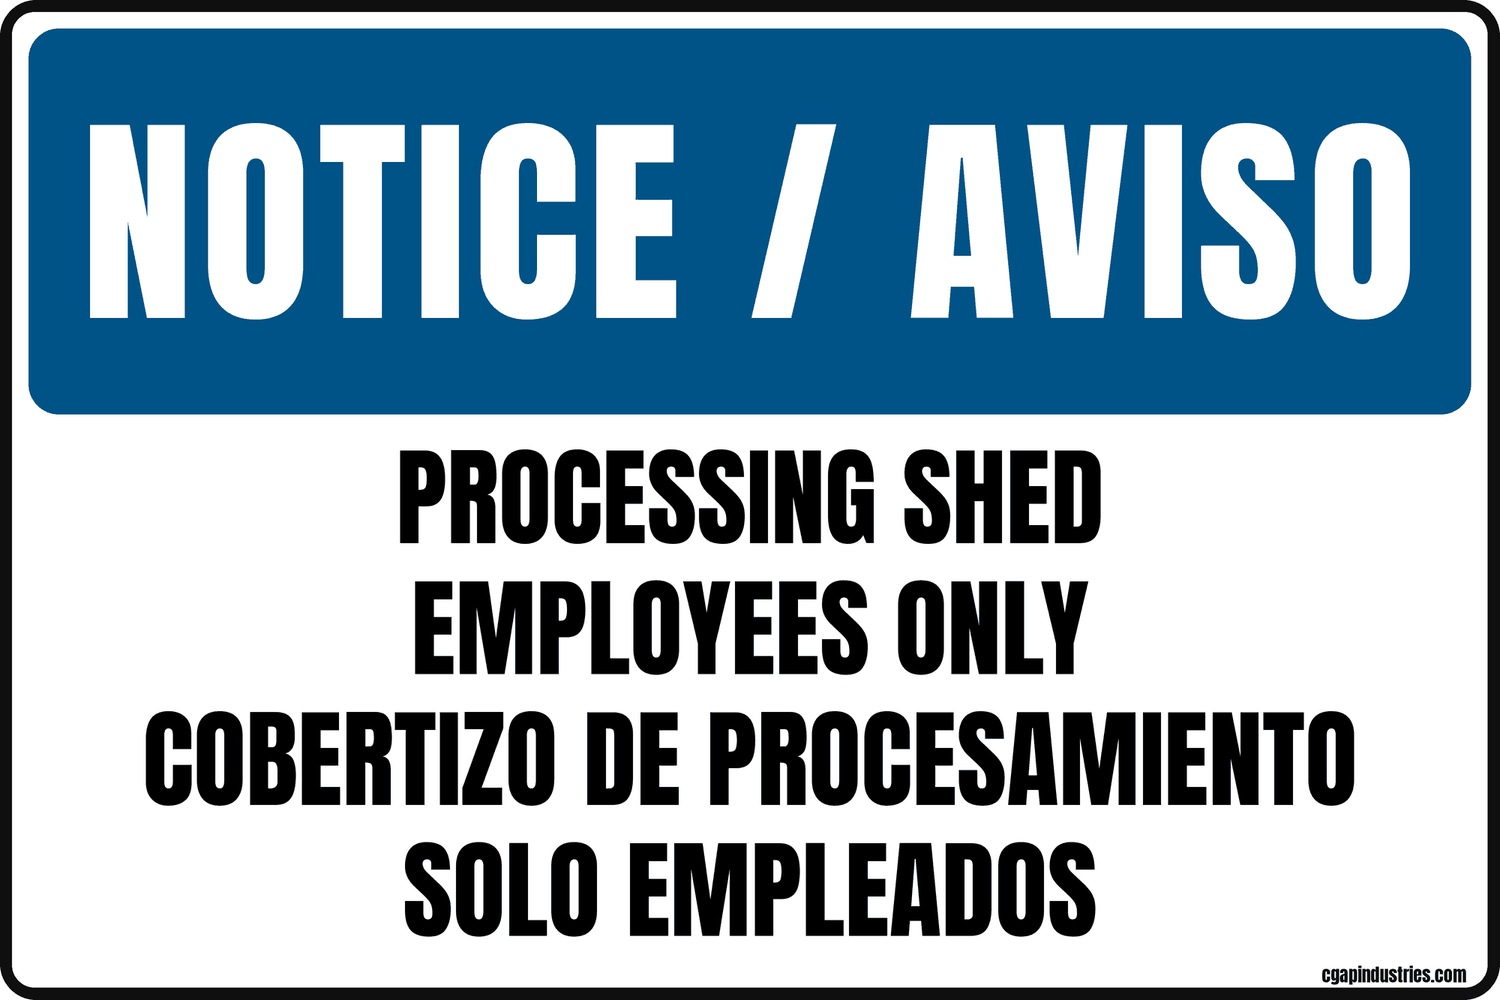 NOTICE / AVISO
PROCESSING SHED
EMPLOYEES ONLY
COBERTIZO DE PROCESAMIENTO
SOLO EMPLEADOS
cgapindustries.com